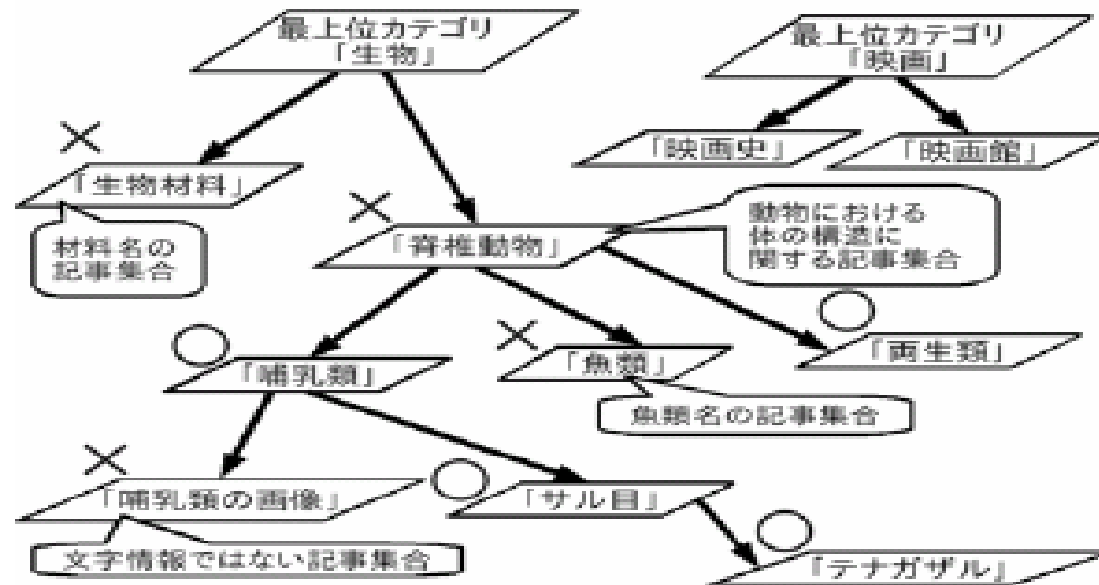 最上位カテゴリ
「生物」
最上位カテゴリ
「映画」
「映画史」
「映画館」
「生物材料」
材料名の
記事集合
「脊椎動物」
動物における
体の構造に
関する記事集合
「哺乳類」
「魚類」
「両生類」
魚類名の記事集合
「哺乳類の画像」
「サル目」
文字情報ではない記事集合
「テナガザル」